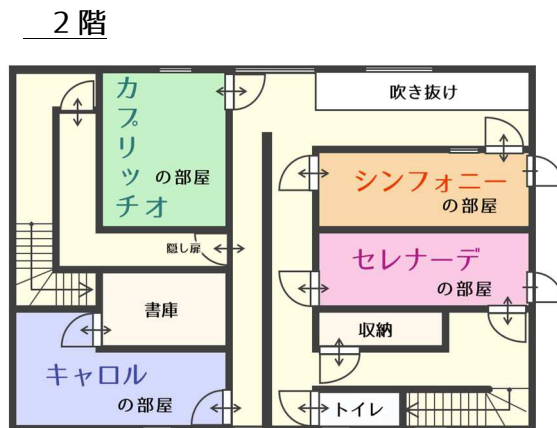 2階
吹き抜け
カプリッチオ
の部屋
シンフォニー
の部屋
隠し扉
セレナーデ
の部屋
書庫
収納
キャロル
の部屋
トイレ